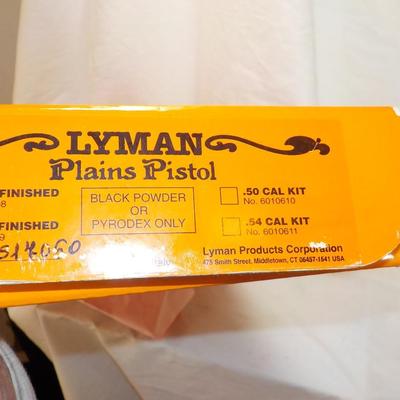 LYMAN
Plains Pistol
FINISHED
BLACK POWDER
OR
PYRODEX ONLY
.50 CAL KIT
No. 6010610
FINISHED
.54 CAL KIT
No. 6010611
Lyman Products Corporation
475 Smith Street, Middletown, CT 06457-1541 USA